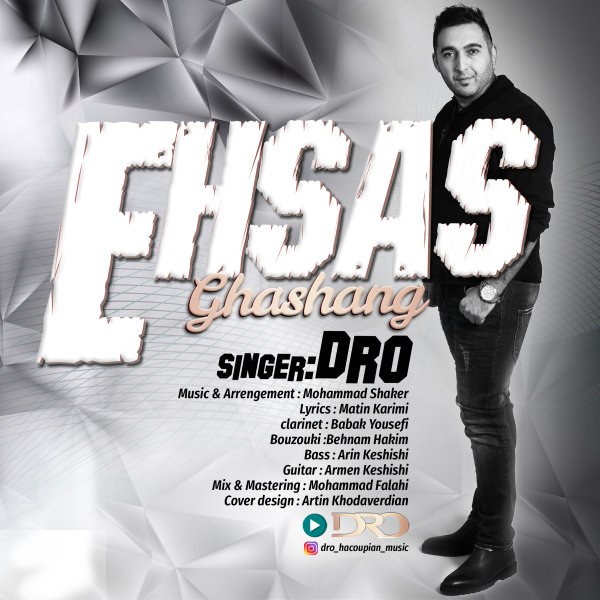 EHSAS
Ghashang
SINGER:DRO
Music & Arrangement : Mohammad Shaker
Lyrics : Matin Karimi
clarinet : Babak Yousefi
Bouzouki :Behnam Hakim
Bass : Arin Keshishi
Guitar : Armen Keshishi
Mix & Mastering : Mohammad Falahi
Cover design : Artin Khodaverdian
DRO
dro_hacoupian_music